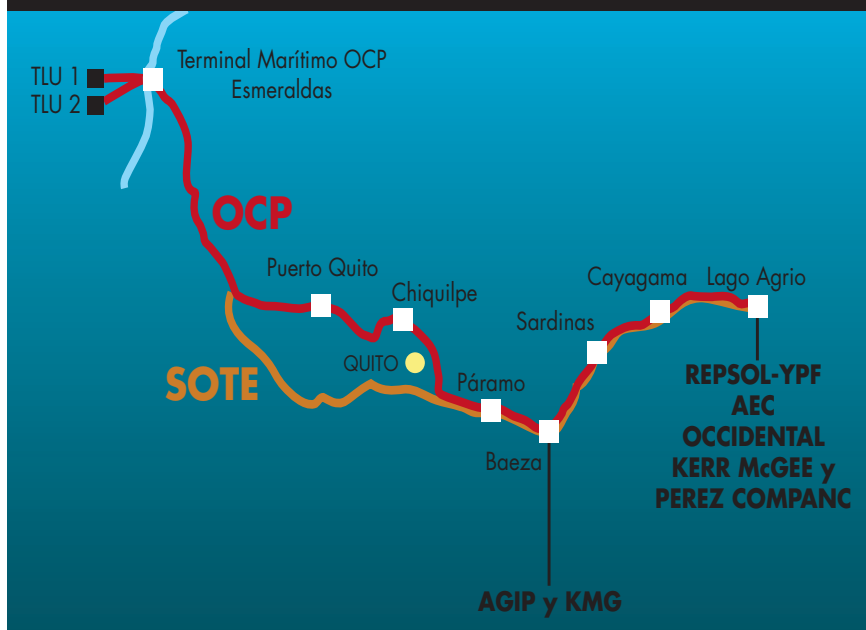 TLU 1
TLU 2
Terminal Marítimo OCP
Esmeraldas
OCP
Puerto Quito
Chiquilpe
Cayagama
Lago Agrio
Sardinas
QUITO
SOTE
Páramo
Baeza
REPSOL-YPF
AEC
OCCIDENTAL
KERR McGEE y
PEREZ COMPANC
AGIP y KMG